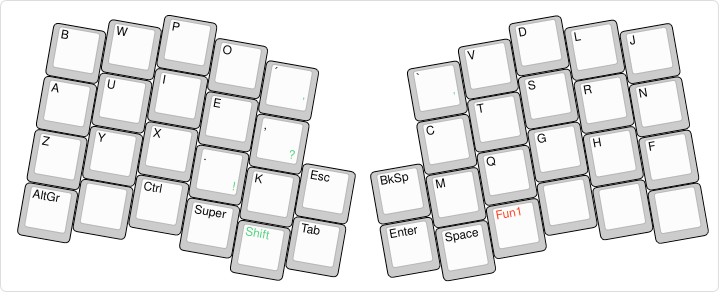 B W P O V D L J
A U I E , ? C T S R N
Z Y X . ! K Esc BkSp M Q G H F
AltGr Ctrl Super Shift Tab Enter Space Fun1